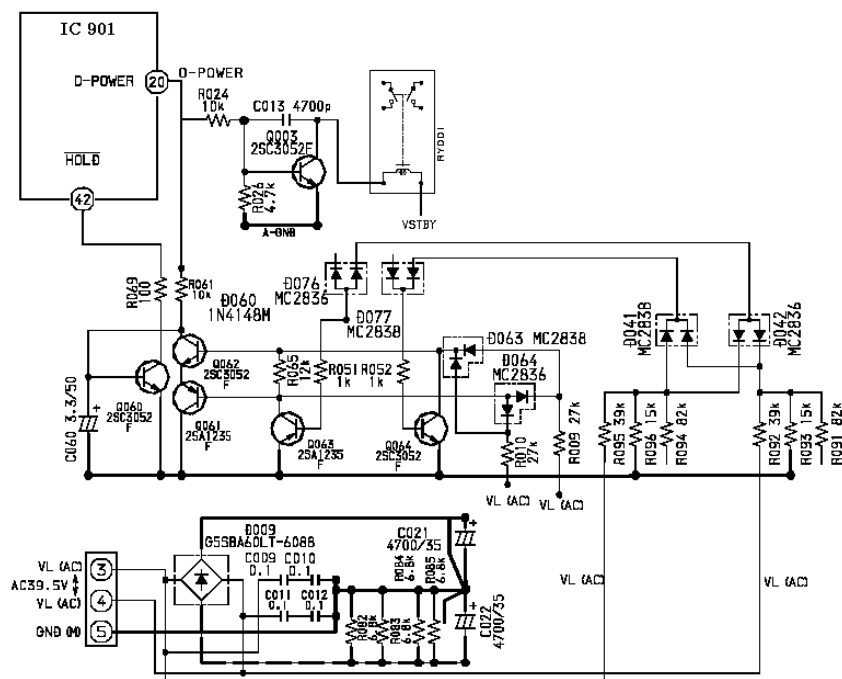 IC 901
D-POWER
20
O-POWER
HOLD
42
R024
10k
C013 4700p
Q003
2SC3052F
R026
4.7k
A-GND
RYDD1
VSTBY
R069
100
R061
10k
D060
1N4148M
D076
MC2836
D077
MC2838
D063 MC2838
D064
MC2836
D041
MC2838
D042
MC2836
C060 3.3/50
Q060
2SC3052
F
Q062
2SC3052
F
Q061
2SA1235
F
R065
12k
R051
1k
R052
1k
Q063
2SA1235
F
Q064
2SC3052
F
R010
27k
R009 27k
VL (AC)
VL (AC)
R095 39k
R096 15k
R094 82k
R092 39k
R093 15k
R091 82k
VL (AC)
VL (AC)
D009
G5SBA60LT-6088
C009
0.1
C010
0.1
C011
0.1
C012
0.1
C021
4700/35
C022
4700/35
R084
6.8k
R085
6.8k
R082
6.8k
R083
6.8k
VL (AC)
AC39.5V
VL (AC)
GND (M)
3
4
5